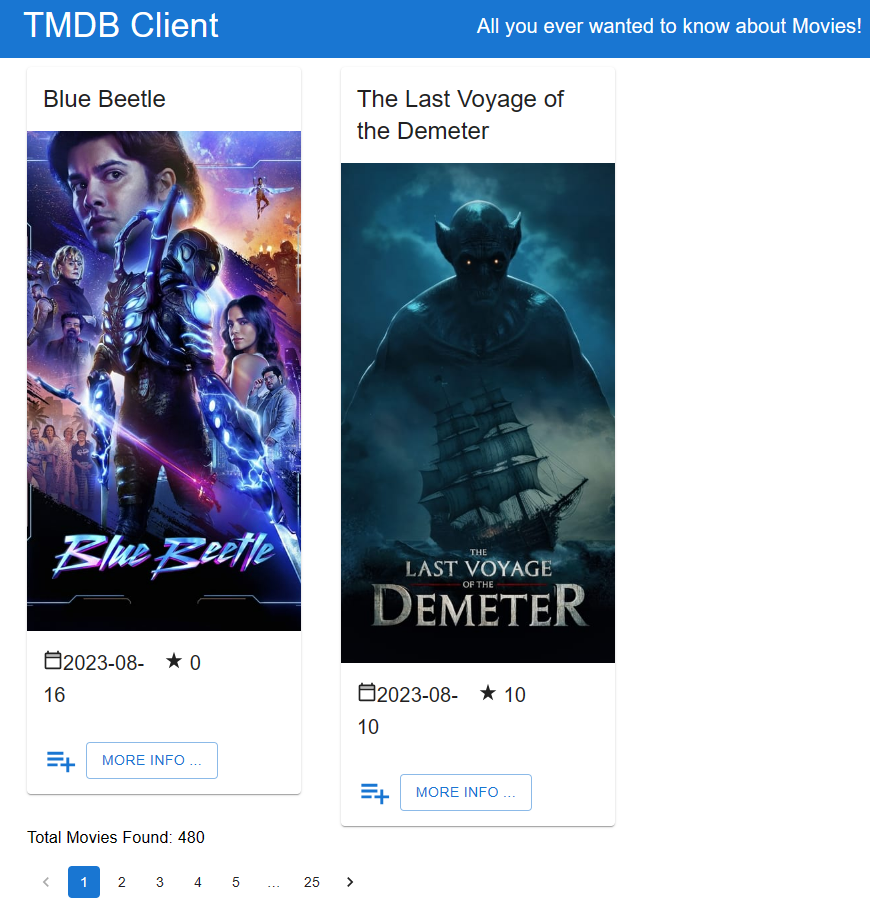 TMDB Client
All you ever wanted to know about Movies!
Blue Beetle
Blue Beetle
2023-08-
16
★ 0
MORE INFO ...
The Last Voyage of
the Demeter
THE
LAST VOYAGE
OF THE
DEMETER
2023-08-
10
★ 10
MORE INFO ...
Total Movies Found: 480
‹ 1 2 3 4 5 … 25 ›